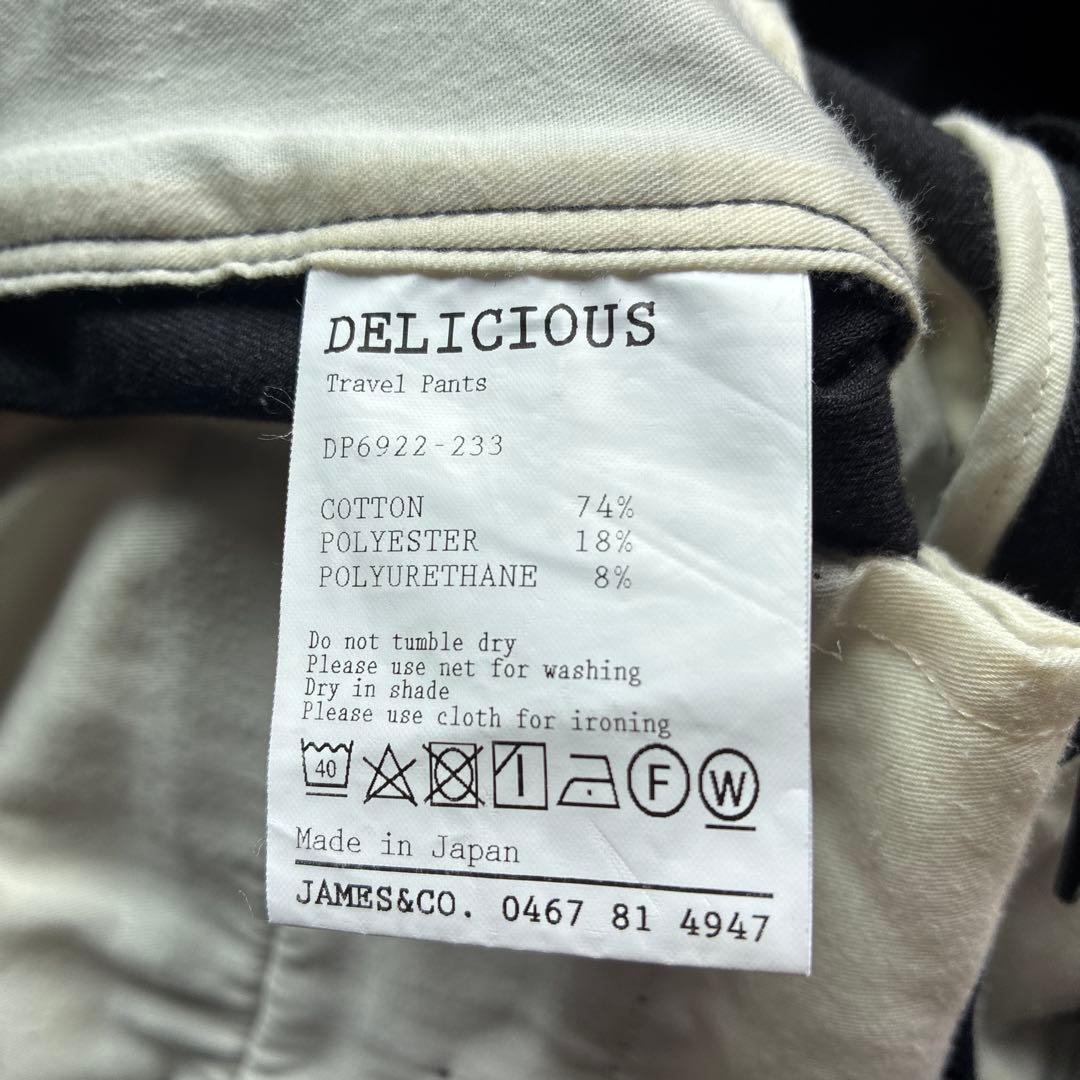 DELICIOUS
Travel Pants
DP6922-233
COTTON 74%
POLYESTER 18%
POLYURETHANE 8%
Do not tumble dry
Please use net for washing
Dry in shade
Please use cloth for ironing
40 F W
Made in Japan
JAMES&CO. 0467 81 4947